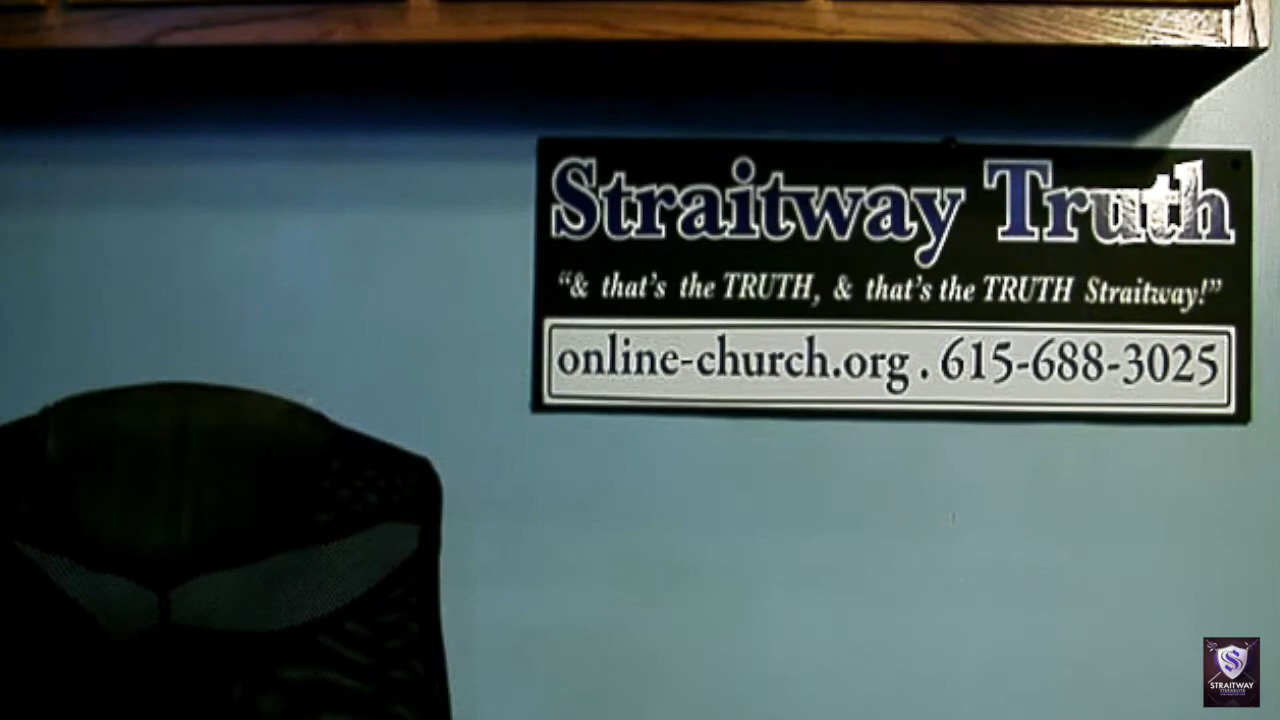 Straitway Truth
“& that’s the TRUTH, & that’s the TRUTH Straitway!”
online-church.org . 615-688-3025
S
STRAITWAY